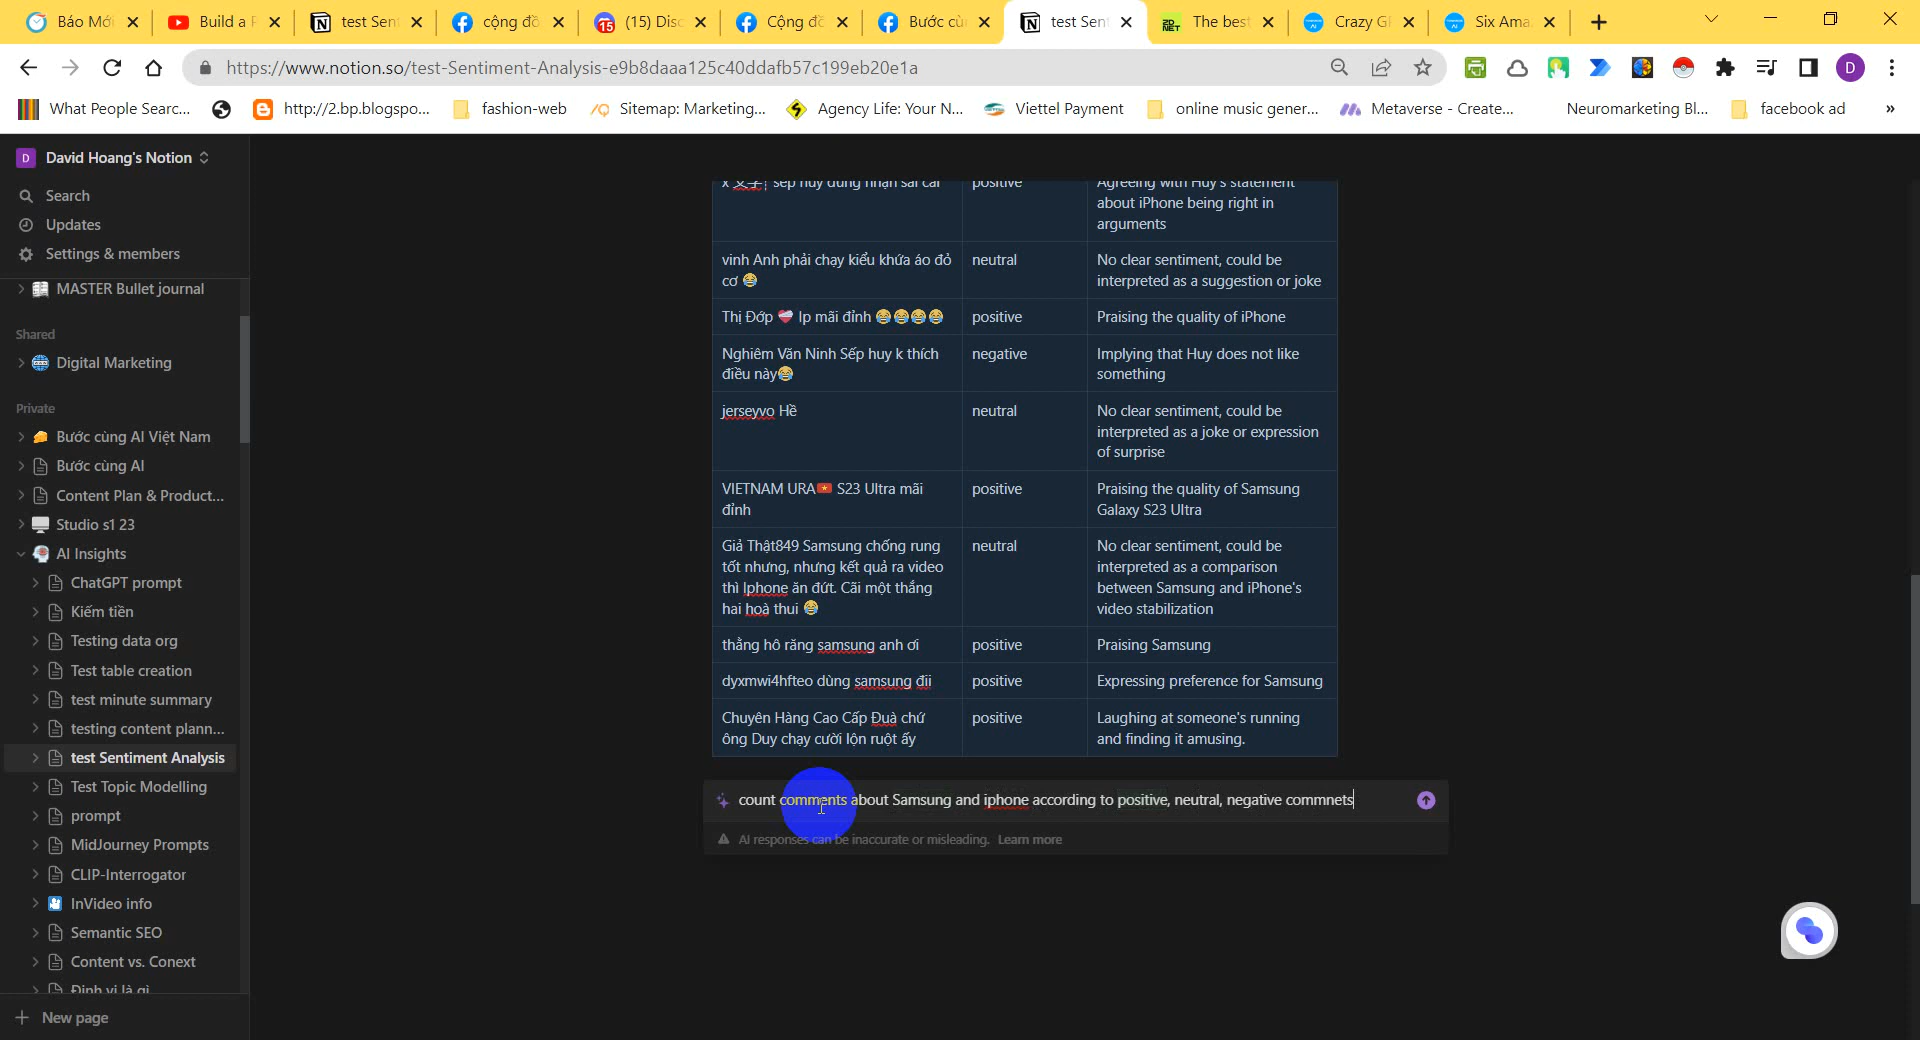 Báo Mới
Build a F
test Sen
cộng đồ
(15) Disc
Cộng đồ
Bước cù
test Sen
The best
Crazy GI
Six Ama
https://www.notion.so/test-Sentiment-Analysis-e9b8daaa125c40ddafb57c199eb20e1a
D
What People Searc...
http://2.bp.blogspo...
fashion-web
Sitemap: Marketing...
Agency Life: Your N...
Viettel Payment
online music gener...
Metaverse - Create...
Neuromarketing Bl...
facebook ad
»
D David Hoang's Notion
Search
Updates
Settings & members
MASTER Bullet journal
Shared
Digital Marketing
Private
Bước cùng AI Việt Nam
Bước cùng AI
Content Plan & Product...
Studio s1 23
AI Insights
ChatGPT prompt
Kiếm tiền
Testing data org
Test table creation
test minute summary
testing content plann...
test Sentiment Analysis
Test Topic Modelling
prompt
MidJourney Prompts
CLIP-Interrogator
InVideo info
Semantic SEO
Content vs. Conext
Định vị là gì
New page
positive
Agreeing with Huy's statement
about iPhone being right in
arguments
vinh Anh phải chạy kiểu khứa áo đỏ
cơ 😂
neutral
No clear sentiment, could be
interpreted as a suggestion or joke
Thị Đớp 💝 Ip mãi đỉnh 😂😂😂😂
positive
Praising the quality of iPhone
Nghiêm Văn Ninh Sếp huy k thích
điều này😂
negative
Implying that Huy does not like
something
jerseyvo Hề
neutral
No clear sentiment, could be
interpreted as a joke or expression
of surprise
VIETNAM URA🇻🇳 S23 Ultra mãi
đỉnh
positive
Praising the quality of Samsung
Galaxy S23 Ultra
Giả Thật849 Samsung chống rung
tốt nhưng, nhưng kết quả ra video
thì Iphone ăn đứt. Cãi một thắng
hai hoà thui 😂
neutral
No clear sentiment, could be
interpreted as a comparison
between Samsung and iPhone's
video stabilization
thằng hô răng samsung anh ơi
positive
Praising Samsung
dyxmwi4hfteo dùng samsung đii
positive
Expressing preference for Samsung
Chuyên Hàng Cao Cấp Đuà chứ
ông Duy chạy cười lộn ruột ấy
positive
Laughing at someone's running
and finding it amusing.
count comments about Samsung and iphone according to positive, neutral, negative commnets
AI responses can be inaccurate or misleading. Learn more